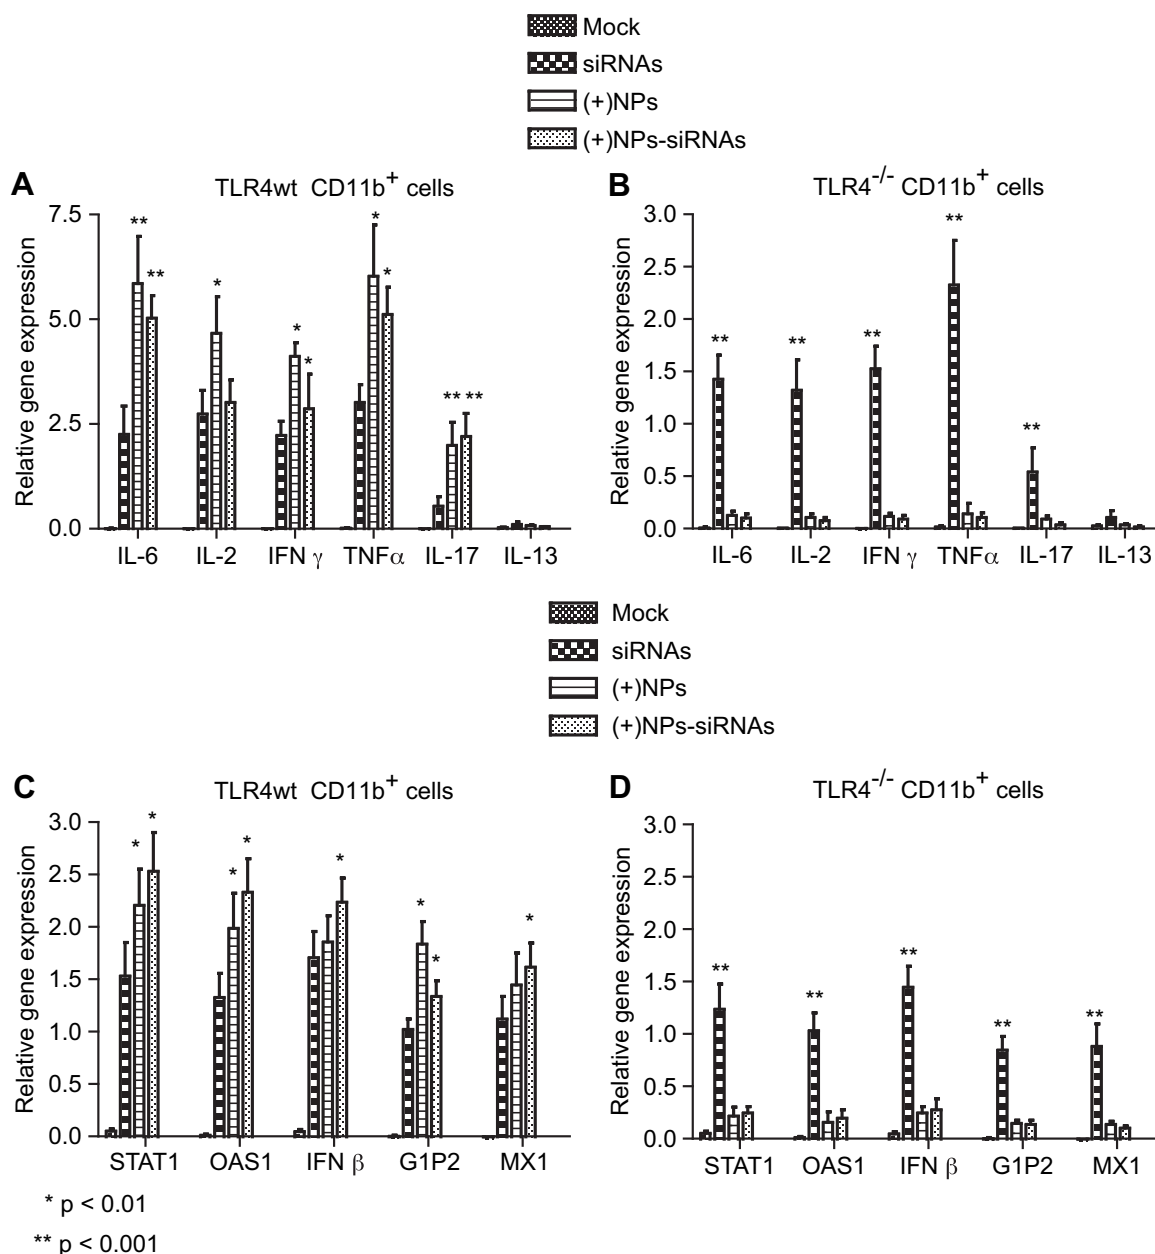 Mock
siRNAs
(+)NPs
(+)NPs-siRNAs
A
TLR4wt CD11b+ cells
Relative gene expression
7.5
5.0
2.5
0.0
** ** * * * * * ** **
IL-6 IL-2 IFN γ TNFα IL-17 IL-13
B
TLR4-/- CD11b+ cells
Relative gene expression
3.0
2.5
2.0
1.5
1.0
0.5
0.0
** ** ** ** **
IL-6 IL-2 IFN γ TNFα IL-17 IL-13
Mock
siRNAs
(+)NPs
(+)NPs-siRNAs
C
TLR4wt CD11b+ cells
Relative gene expression
3.0
2.5
2.0
1.5
1.0
0.5
0.0
* * * * * * * *
STAT1 OAS1 IFN β G1P2 MX1
D
TLR4-/- CD11b+ cells
Relative gene expression
3.0
2.5
2.0
1.5
1.0
0.5
0.0
** ** ** ** **
STAT1 OAS1 IFN β G1P2 MX1
* p < 0.01
** p < 0.001